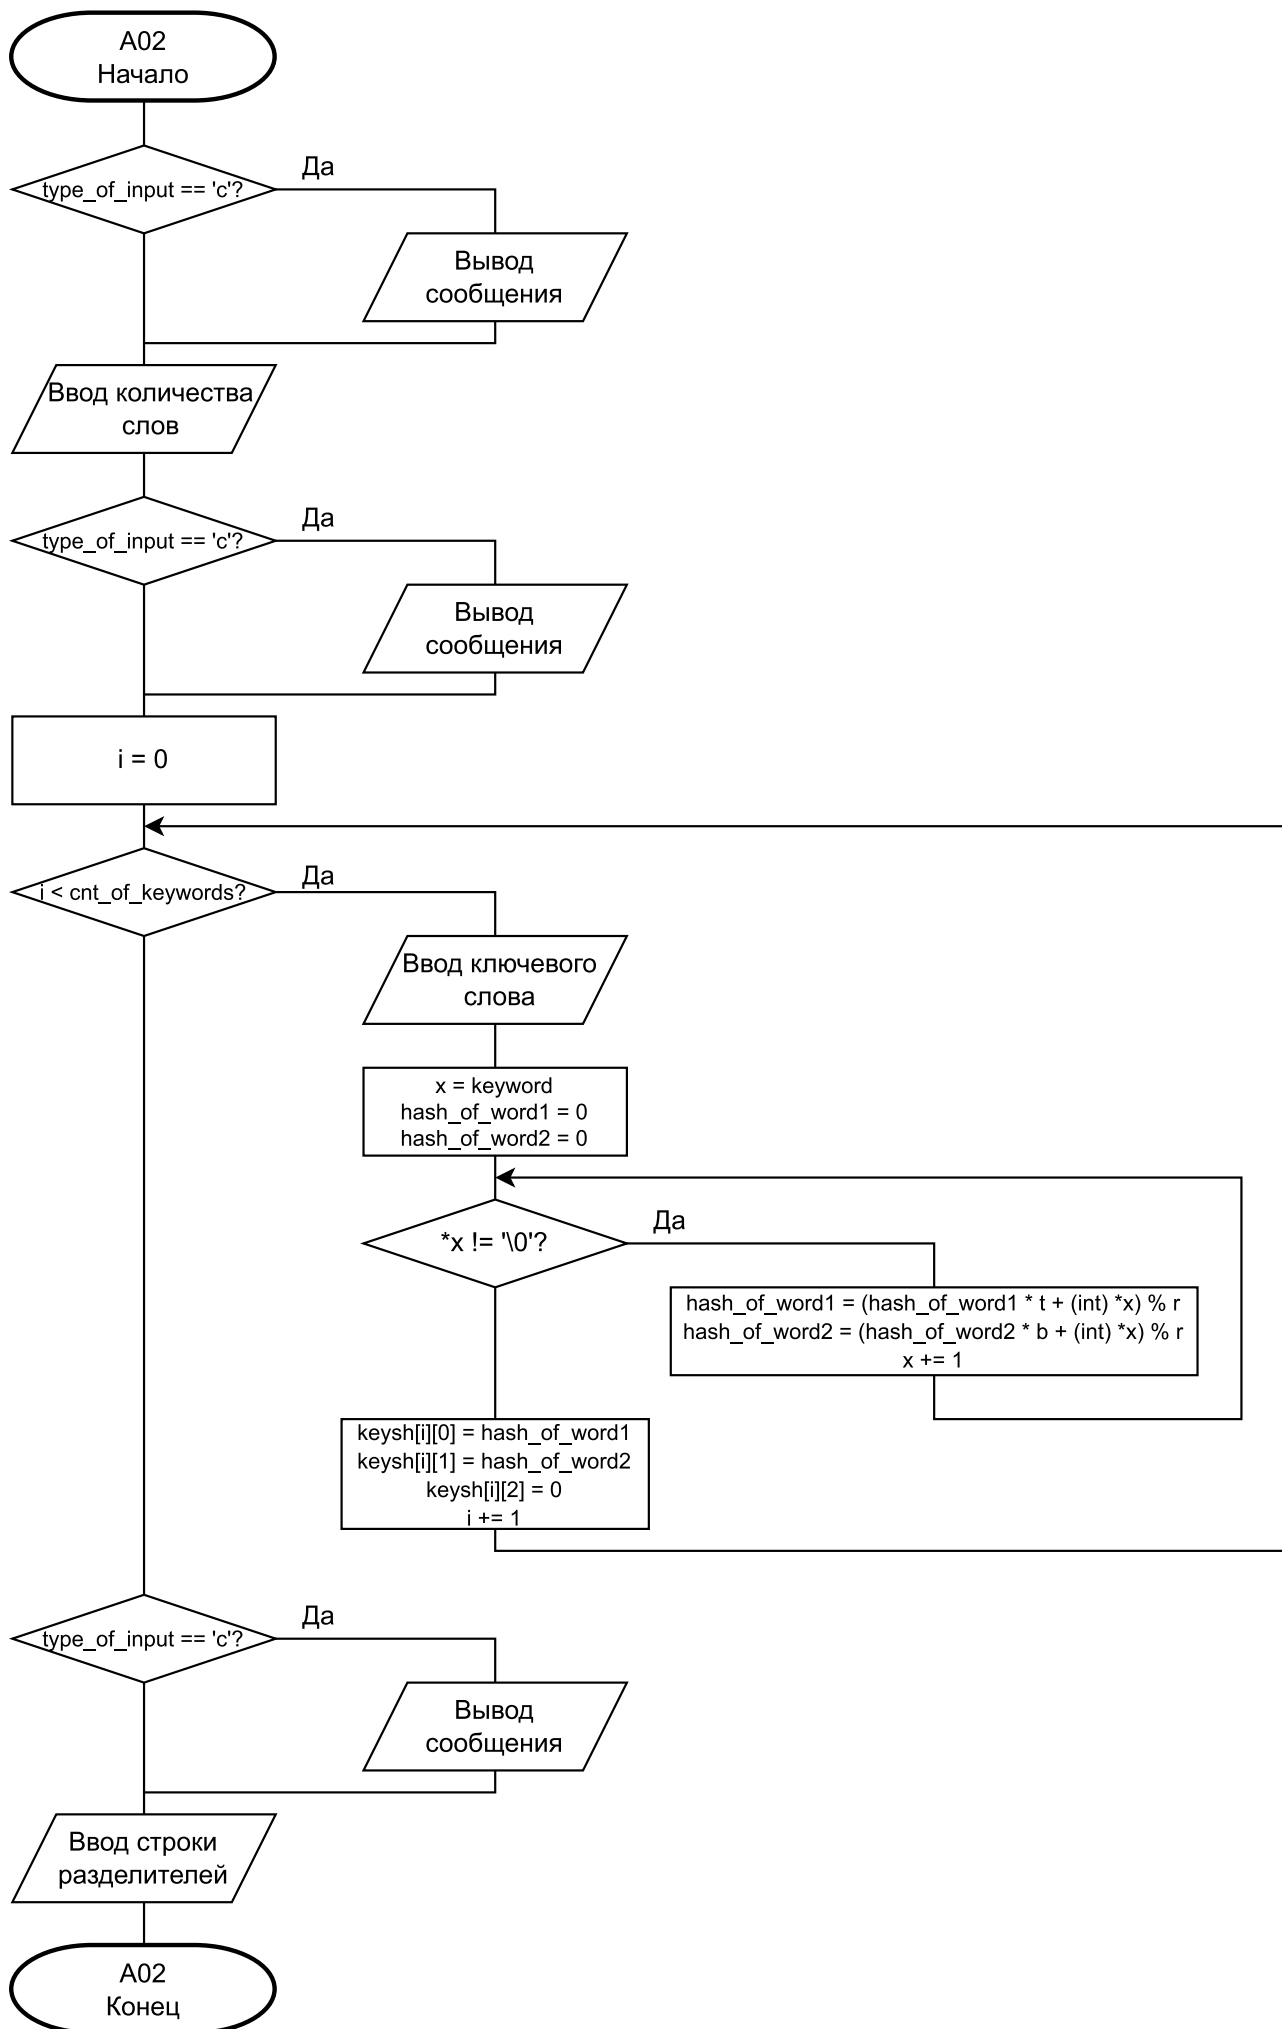 A02
Начало
type_of_input == 'c'?
Да
Вывод
сообщения
Ввод количества
слов
type_of_input == 'c'?
Да
Вывод
сообщения
i = 0
i < cnt_of_keywords?
Да
Ввод ключевого
слова
x = keyword
hash_of_word1 = 0
hash_of_word2 = 0
*x != '\0'?
Да
hash_of_word1 = (hash_of_word1 * t + (int) *x) % r
hash_of_word2 = (hash_of_word2 * b + (int) *x) % r
x += 1
keysh[i][0] = hash_of_word1
keysh[i][1] = hash_of_word2
keysh[i][2] = 0
i += 1
type_of_input == 'c'?
Да
Вывод
сообщения
Ввод строки
разделителей
A02
Конец